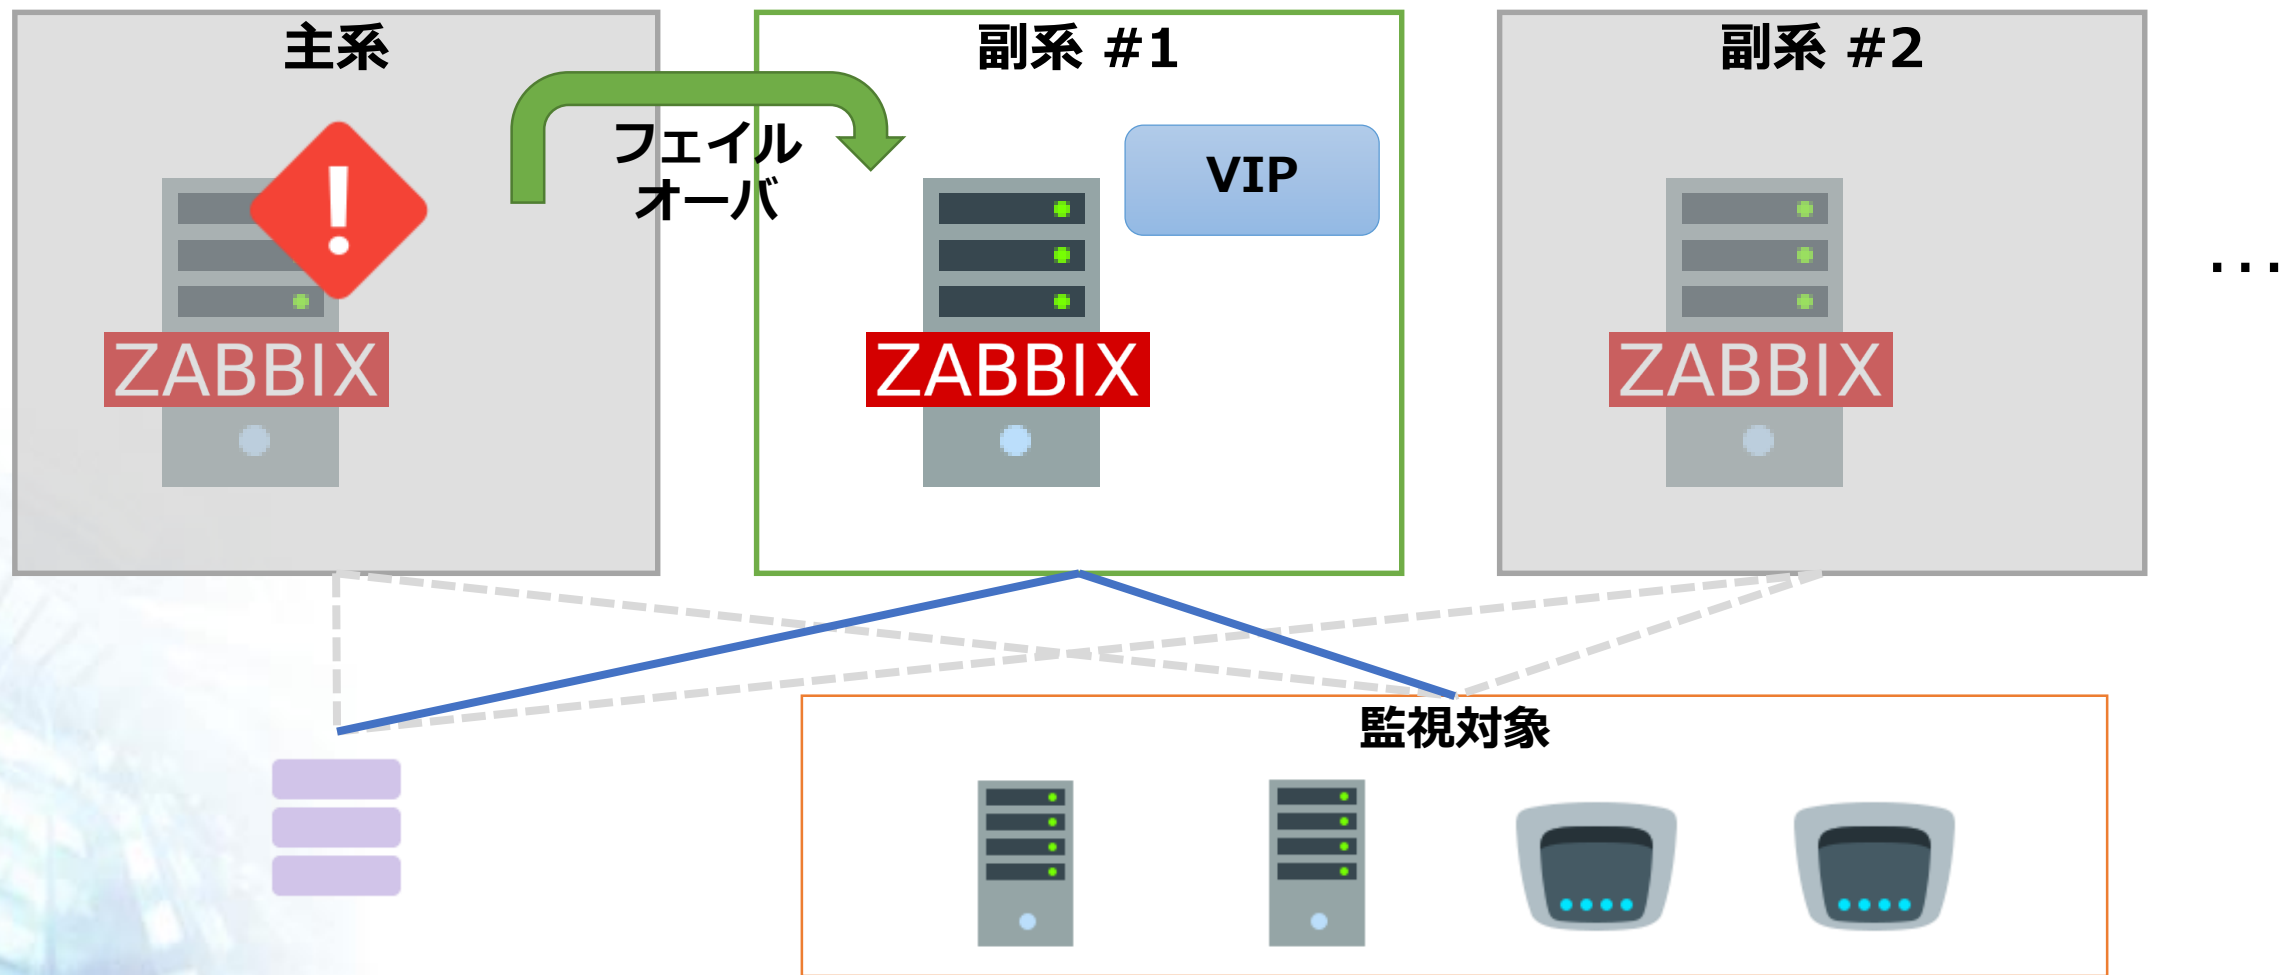 主系
副系 #1
副系 #2
フェイル
オーバ
VIP
...
ZABBIX
ZABBIX
ZABBIX
監視対象